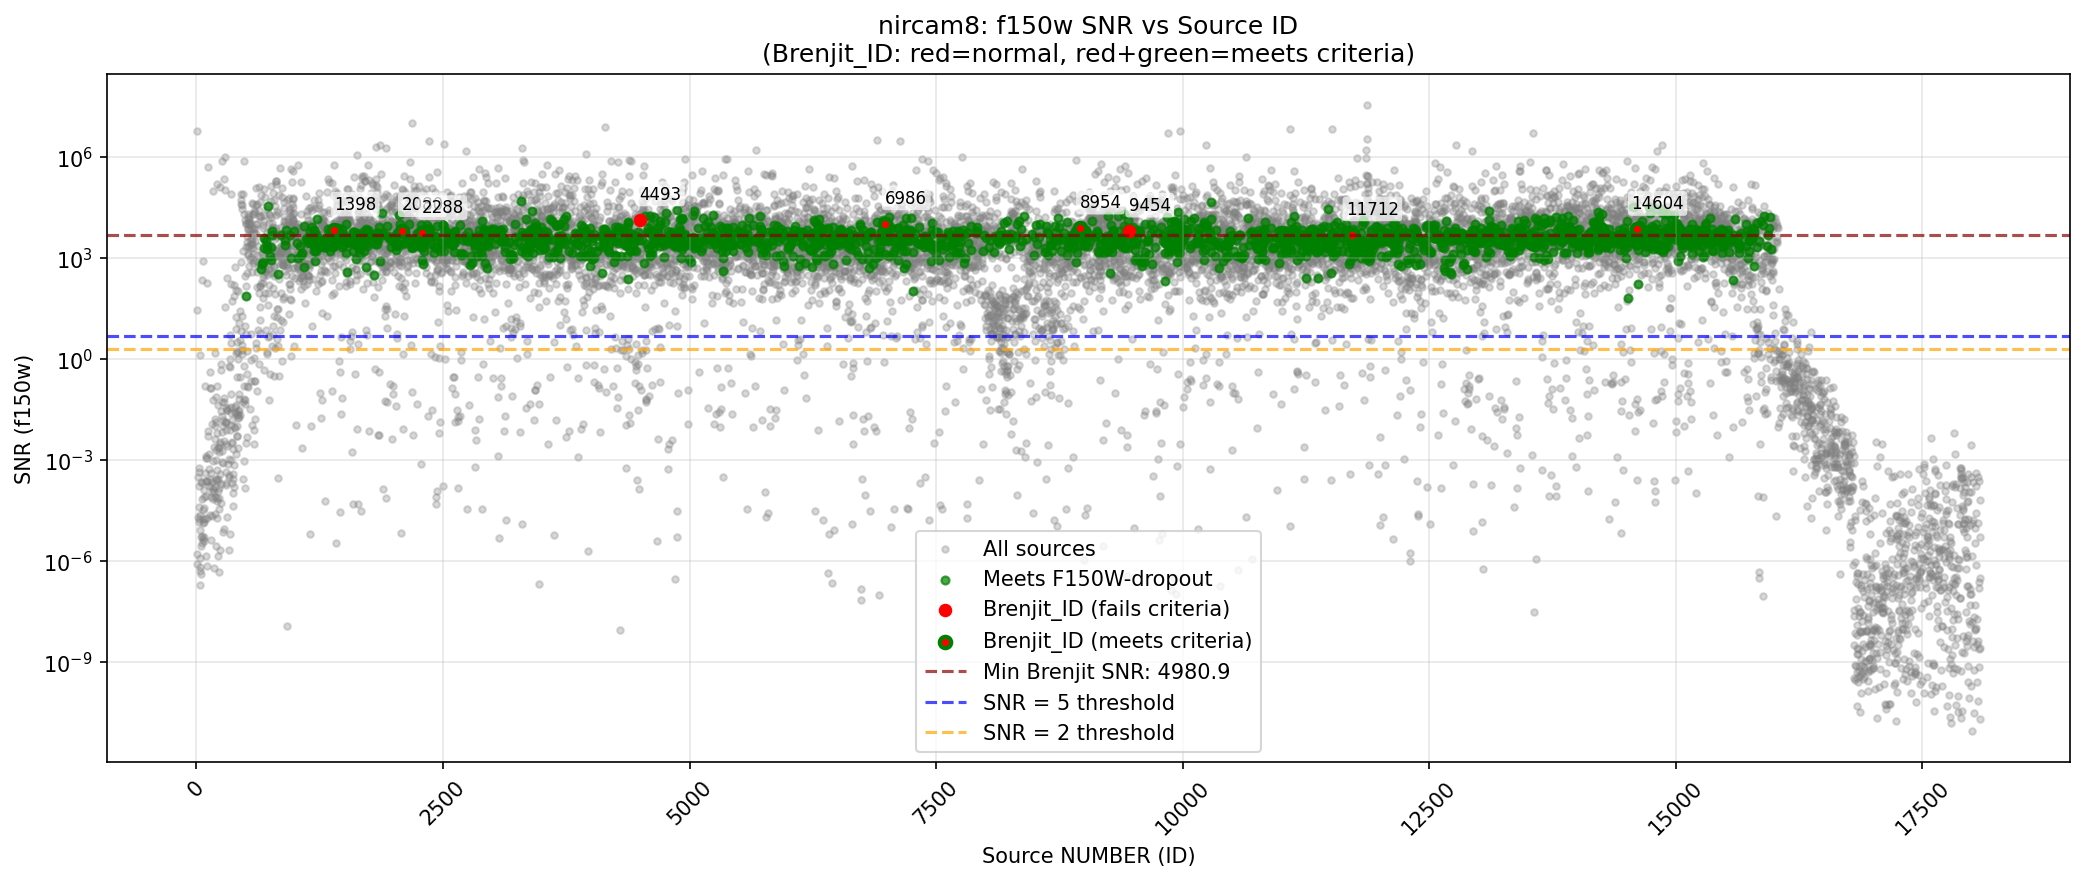 nircam8: f150w SNR vs Source ID
(Brenjit_ID: red=normal, red+green=meets criteria)
SNR (f150w)
10^6
10^3
10^0
10^-3
10^-6
10^-9
1398
2288
4493
6986
8954
9454
11712
14604
All sources
Meets F150W-dropout
Brenjit_ID (fails criteria)
Brenjit_ID (meets criteria)
Min Brenjit SNR: 4980.9
SNR = 5 threshold
SNR = 2 threshold
0
2500
5000
7500
10000
12500
15000
17500
Source NUMBER (ID)